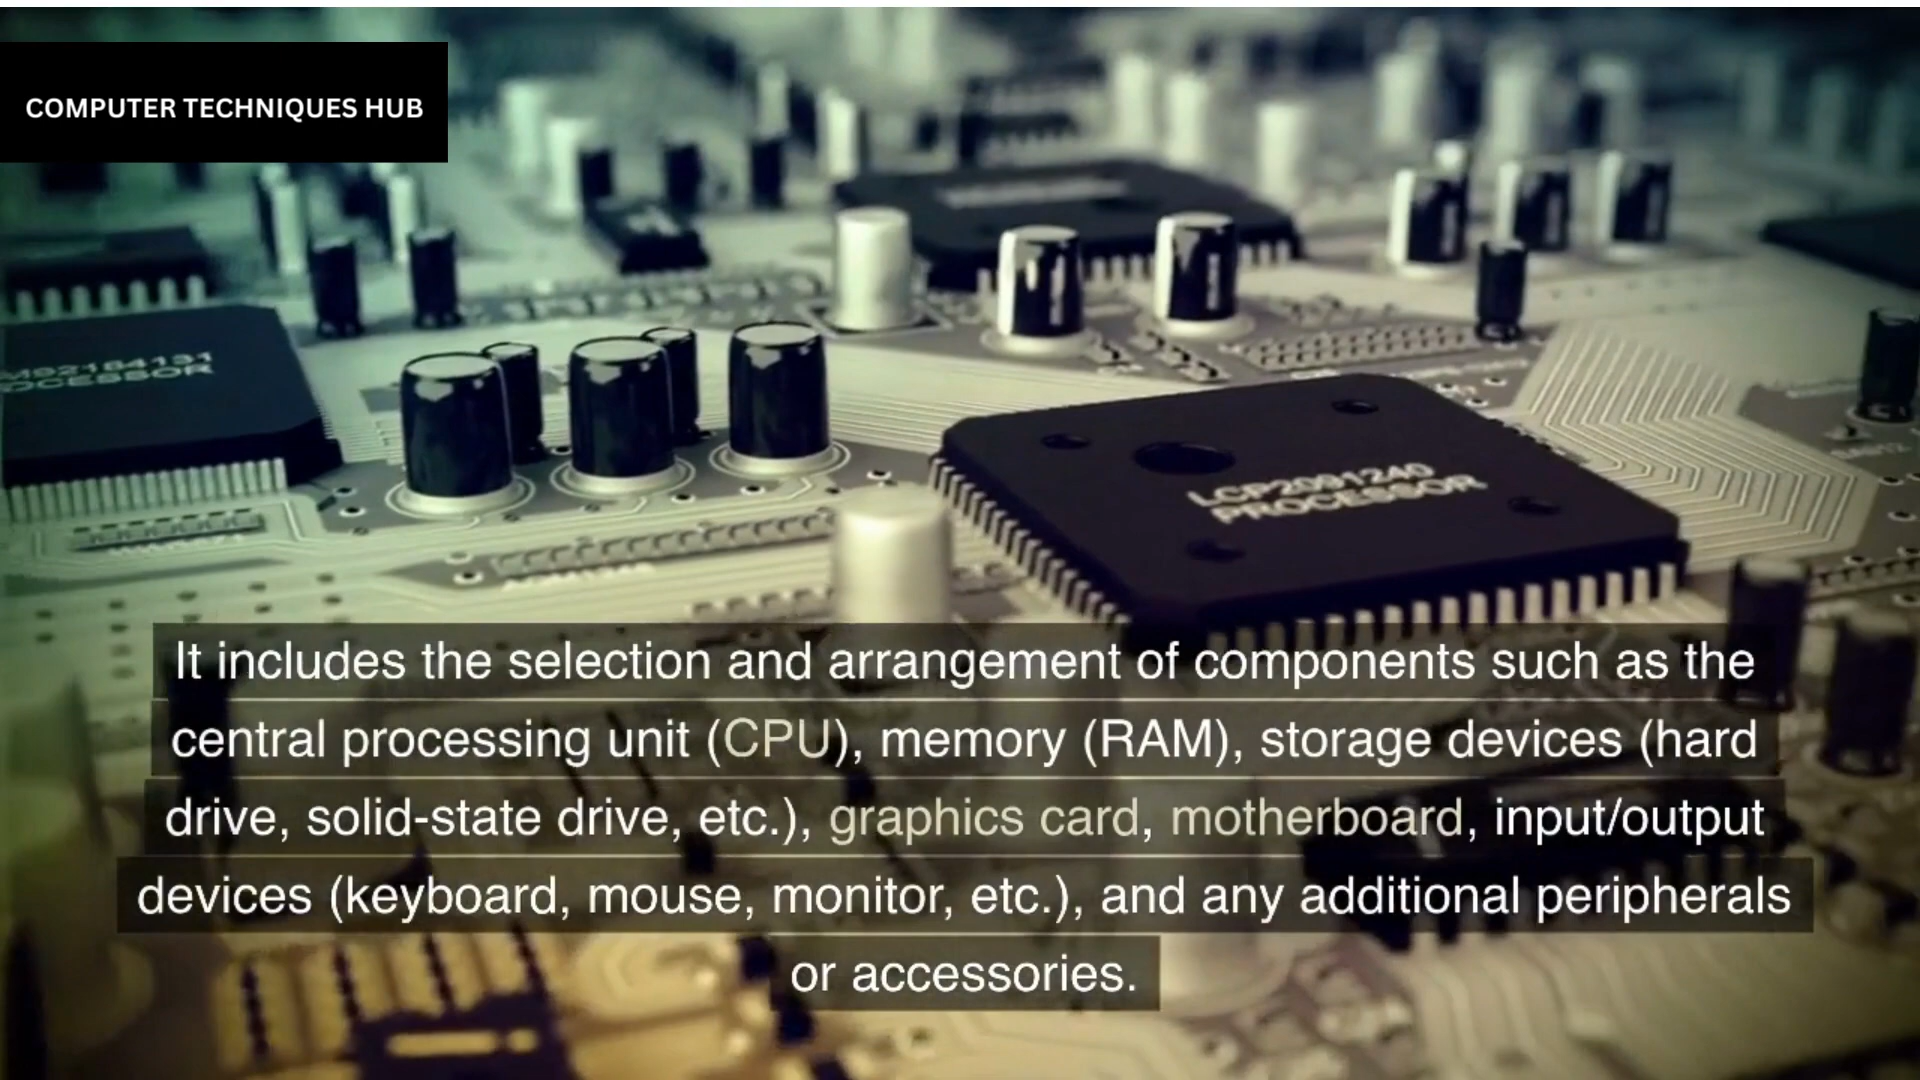 COMPUTER TECHNIQUES HUB
M92164131
OCESSOR
LCP2091240
PROCESSOR
It includes the selection and arrangement of components such as the
central processing unit (CPU), memory (RAM), storage devices (hard
drive, solid-state drive, etc.), graphics card, motherboard, input/output
devices (keyboard, mouse, monitor, etc.), and any additional peripherals
or accessories.